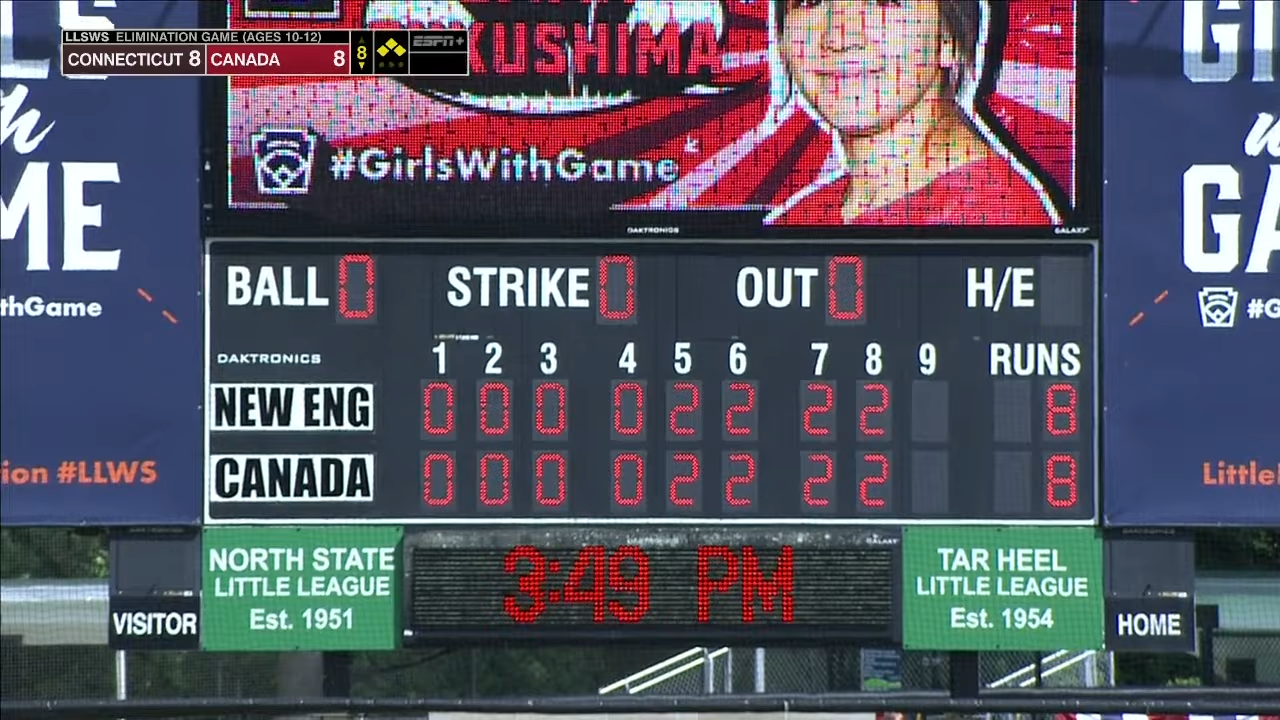 LLSWS ELIMINATION GAME (AGES 10-12)
CONNECTICUT 8 CANADA 8 8 ESPN+
KUSHIMA
#GirlsWithGame
DAKTRONICS GALAXY
ME
GA
thGame
#G
ion #LLWS
Little
BALL 0 STRIKE 0 OUT 0 H/E
DAKTRONICS 1 2 3 4 5 6 7 8 9 RUNS
NEW ENG 0 0 0 0 2 2 2 2 8
CANADA 0 0 0 0 2 2 2 2 8
NORTH STATE
LITTLE LEAGUE
Est. 1951
3:49 PM
TAR HEEL
LITTLE LEAGUE
Est. 1954
VISITOR
HOME